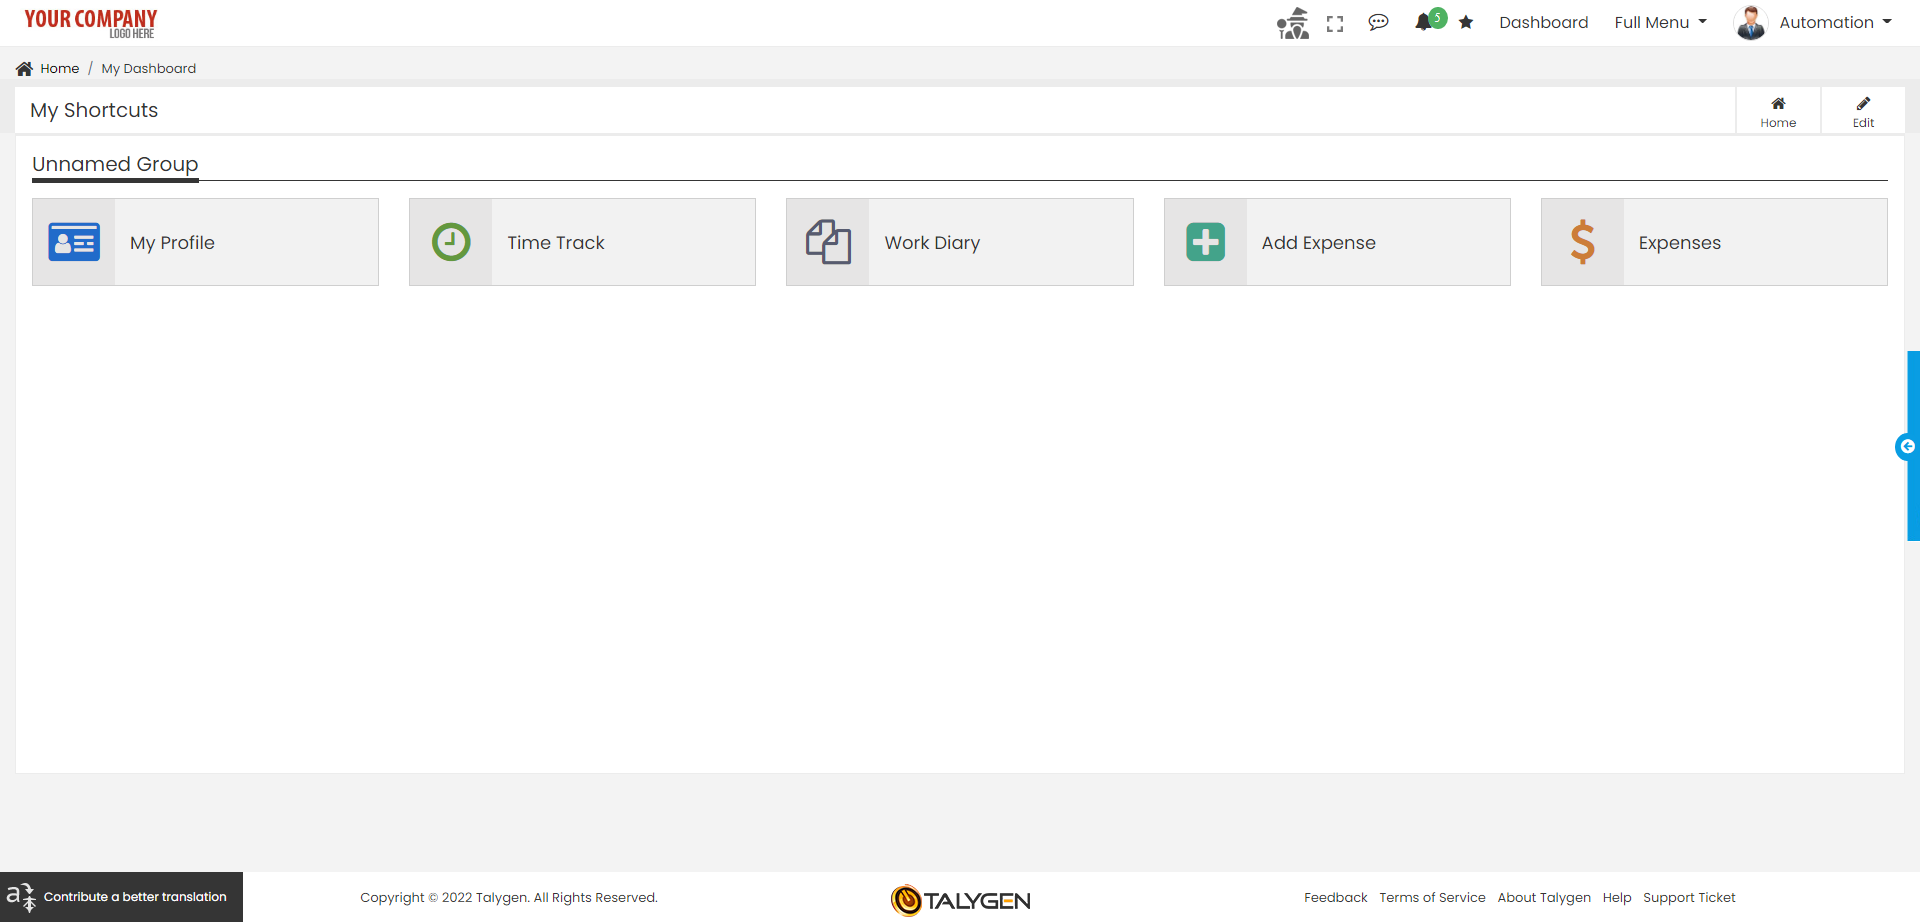 YOUR COMPANY
LOGO HERE
5
Dashboard
Full Menu
Automation
Home / My Dashboard
My Shortcuts
Home
Edit
Unnamed Group
My Profile
Time Track
Work Diary
Add Expense
$
Expenses
a
Contribute a better translation
Copyright © 2022 Talygen. All Rights Reserved.
TALYGEN
Feedback Terms of Service About Talygen Help Support Ticket